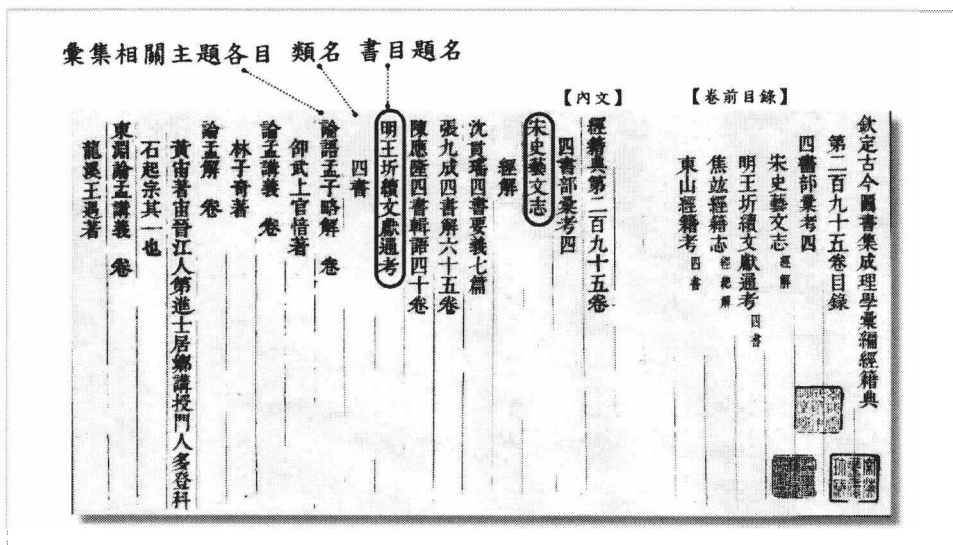 彙集相關主題各目 類名 書目題名
【卷前目錄】
欽定古今圖書集成理學彙編經籍典
第二百九十五卷目錄
四書部彙考四
宋史藝文志 經解
明王圻續文獻通考 四書
焦竑經籍志 經總解
東山經籍考 四書
【內文】
經籍典第二百九十五卷
四書部彙考四
宋史藝文志
經解
沈貴瑤四書要義七篇
張九成四書解六十五卷
陳應隆四書輯語四十卷
明王圻續文獻通考
四書
論語孟子略解 卷
邵武上官愔著
論孟講義 卷
林子奇著
論孟解 卷
黃宙著宙晉江人第進士居鄉講授門人多登科
石起宗其一也
東淵論孟講義 卷
龍溪王遇著